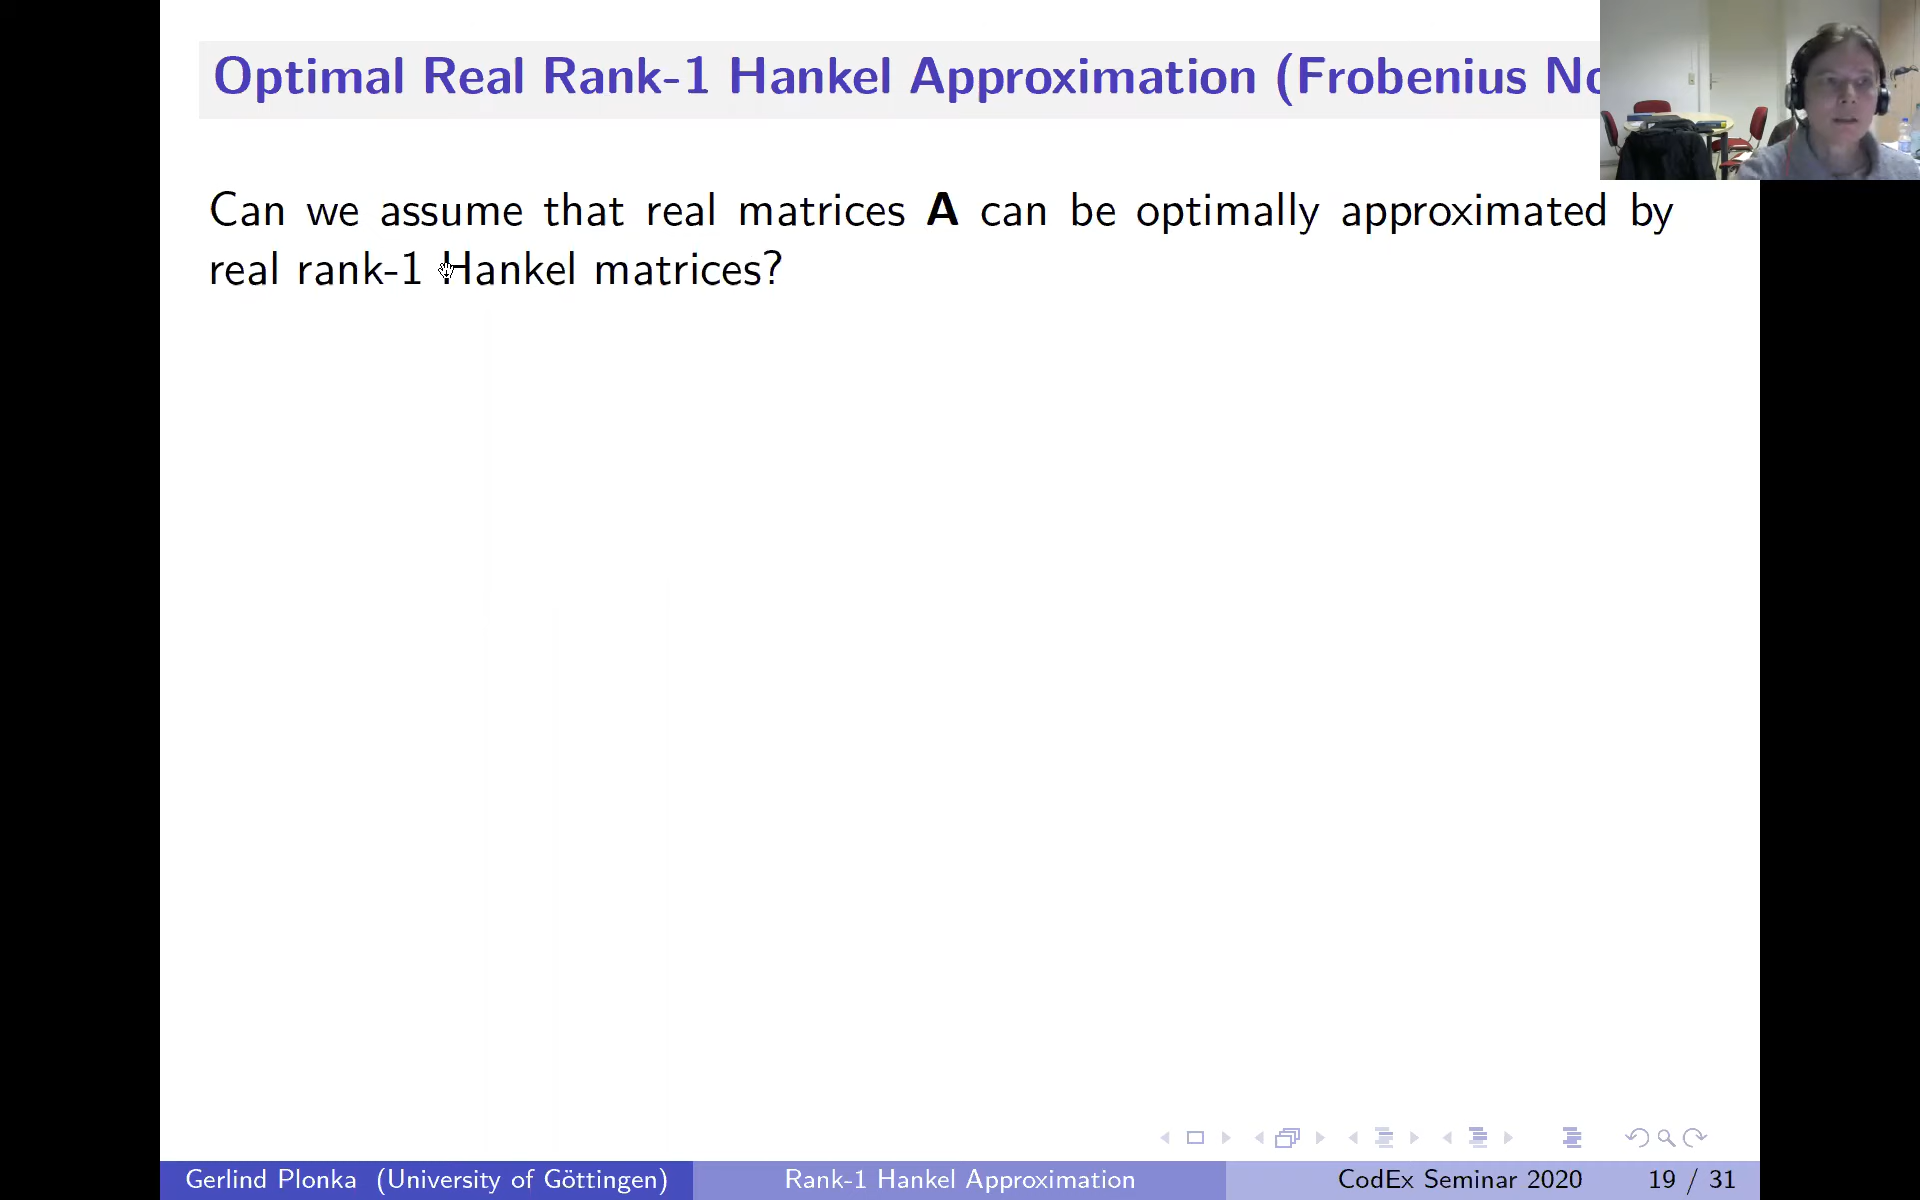 Optimal Real Rank-1 Hankel Approximation (Frobenius No
Can we assume that real matrices A can be optimally approximated by
real rank-1 Hankel matrices?
Gerlind Plonka (University of Göttingen) Rank-1 Hankel Approximation CodEx Seminar 2020 19 / 31